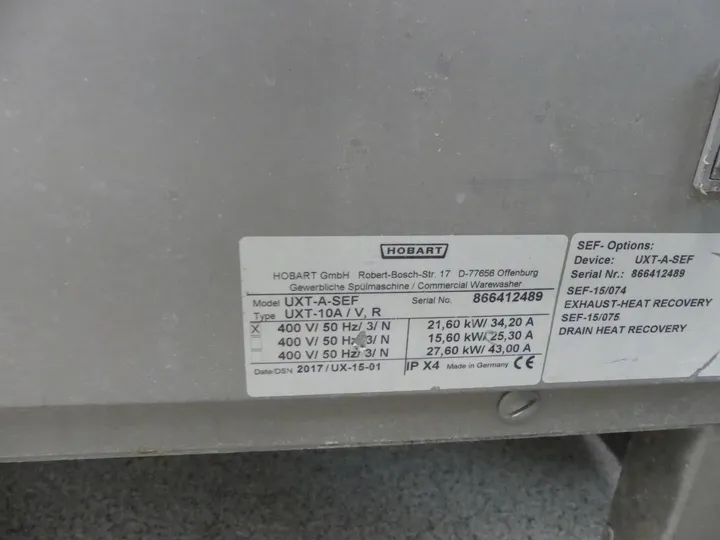 HOBART
HOBART GmbH Robert-Bosch-Str. 17 D-77656 Offenburg
Gewerbliche Spülmaschine / Commercial Warewasher
Model UXT-A-SEF Serial No. 866412489
Type UXT-10A / V, R
X 400 V/ 50 Hz/ 3/ N 21,60 kW/ 34,20 A
400 V/ 50 Hz/ 3/ N 15,60 kW/ 25,30 A
400 V/ 50 Hz/ 3/ N 27,60 kW/ 43,00 A
Date/DSN 2017 / UX-15-01 IP X4 Made in Germany CE
SEF- Options:
Device: UXT-A-SEF
Serial Nr.: 866412489
SEF-15/074
EXHAUST-HEAT RECOVERY
SEF-15/075
DRAIN HEAT RECOVERY